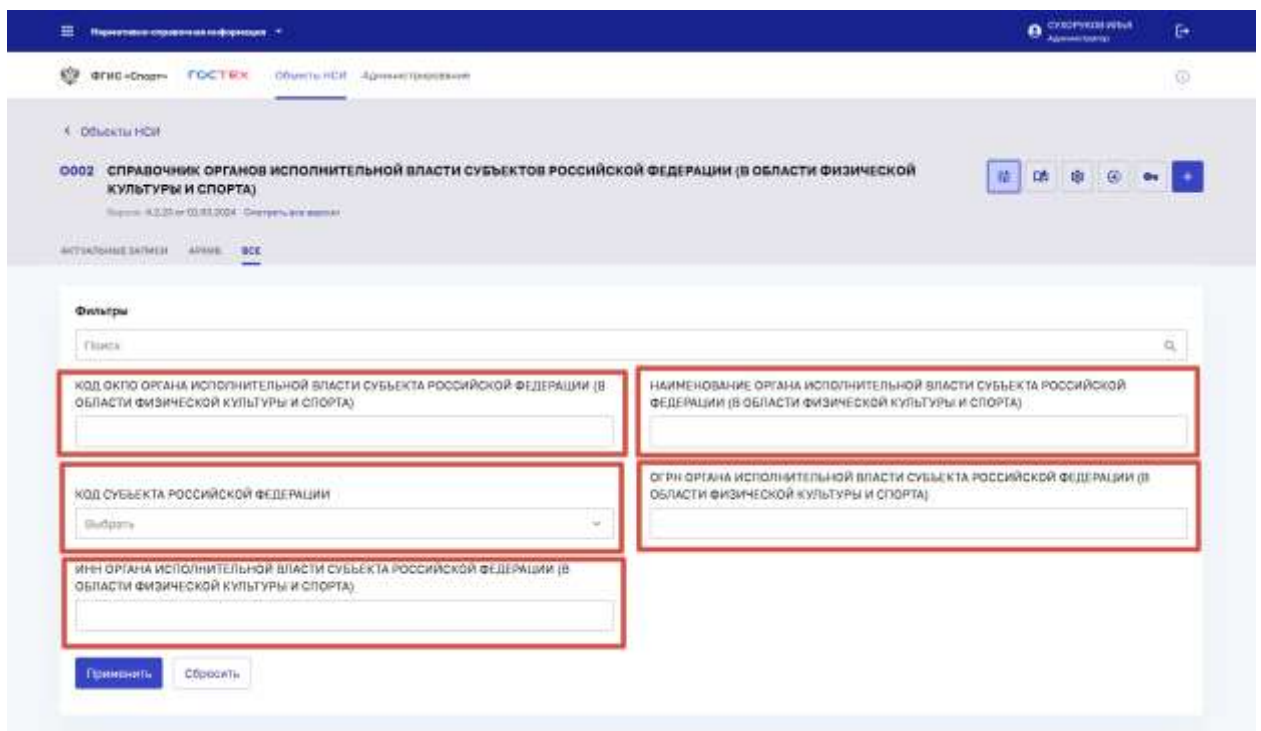 Нормативно-справочная информация
СУХОРУКОВ ИЛЬЯ
Администратор
ФГИС «Спорт» ГОСТЕХ Объекты НСИ Администрирование
Объекты НСИ
0002 СПРАВОЧНИК ОРГАНОВ ИСПОЛНИТЕЛЬНОЙ ВЛАСТИ СУБЪЕКТОВ РОССИЙСКОЙ ФЕДЕРАЦИИ (В ОБЛАСТИ ФИЗИЧЕСКОЙ
КУЛЬТУРЫ И СПОРТА)
Версия Смотреть все версии
АКТУАЛЬНЫЕ ЗАПИСИ АРХИВ ВСЕ
Фильтры
Поиск
КОД ОКПО ОРГАНА ИСПОЛНИТЕЛЬНОЙ ВЛАСТИ СУБЪЕКТА РОССИЙСКОЙ ФЕДЕРАЦИИ (В
ОБЛАСТИ ФИЗИЧЕСКОЙ КУЛЬТУРЫ И СПОРТА)
НАИМЕНОВАНИЕ ОРГАНА ИСПОЛНИТЕЛЬНОЙ ВЛАСТИ СУБЪЕКТА РОССИЙСКОЙ
ФЕДЕРАЦИИ (В ОБЛАСТИ ФИЗИЧЕСКОЙ КУЛЬТУРЫ И СПОРТА)
КОД СУБЪЕКТА РОССИЙСКОЙ ФЕДЕРАЦИИ
Выбрать
ОГРН ОРГАНА ИСПОЛНИТЕЛЬНОЙ ВЛАСТИ СУБЪЕКТА РОССИЙСКОЙ ФЕДЕРАЦИИ (В
ОБЛАСТИ ФИЗИЧЕСКОЙ КУЛЬТУРЫ И СПОРТА)
ИНН ОРГАНА ИСПОЛНИТЕЛЬНОЙ ВЛАСТИ СУБЪЕКТА РОССИЙСКОЙ ФЕДЕРАЦИИ (В
ОБЛАСТИ ФИЗИЧЕСКОЙ КУЛЬТУРЫ И СПОРТА)
Применить Сбросить